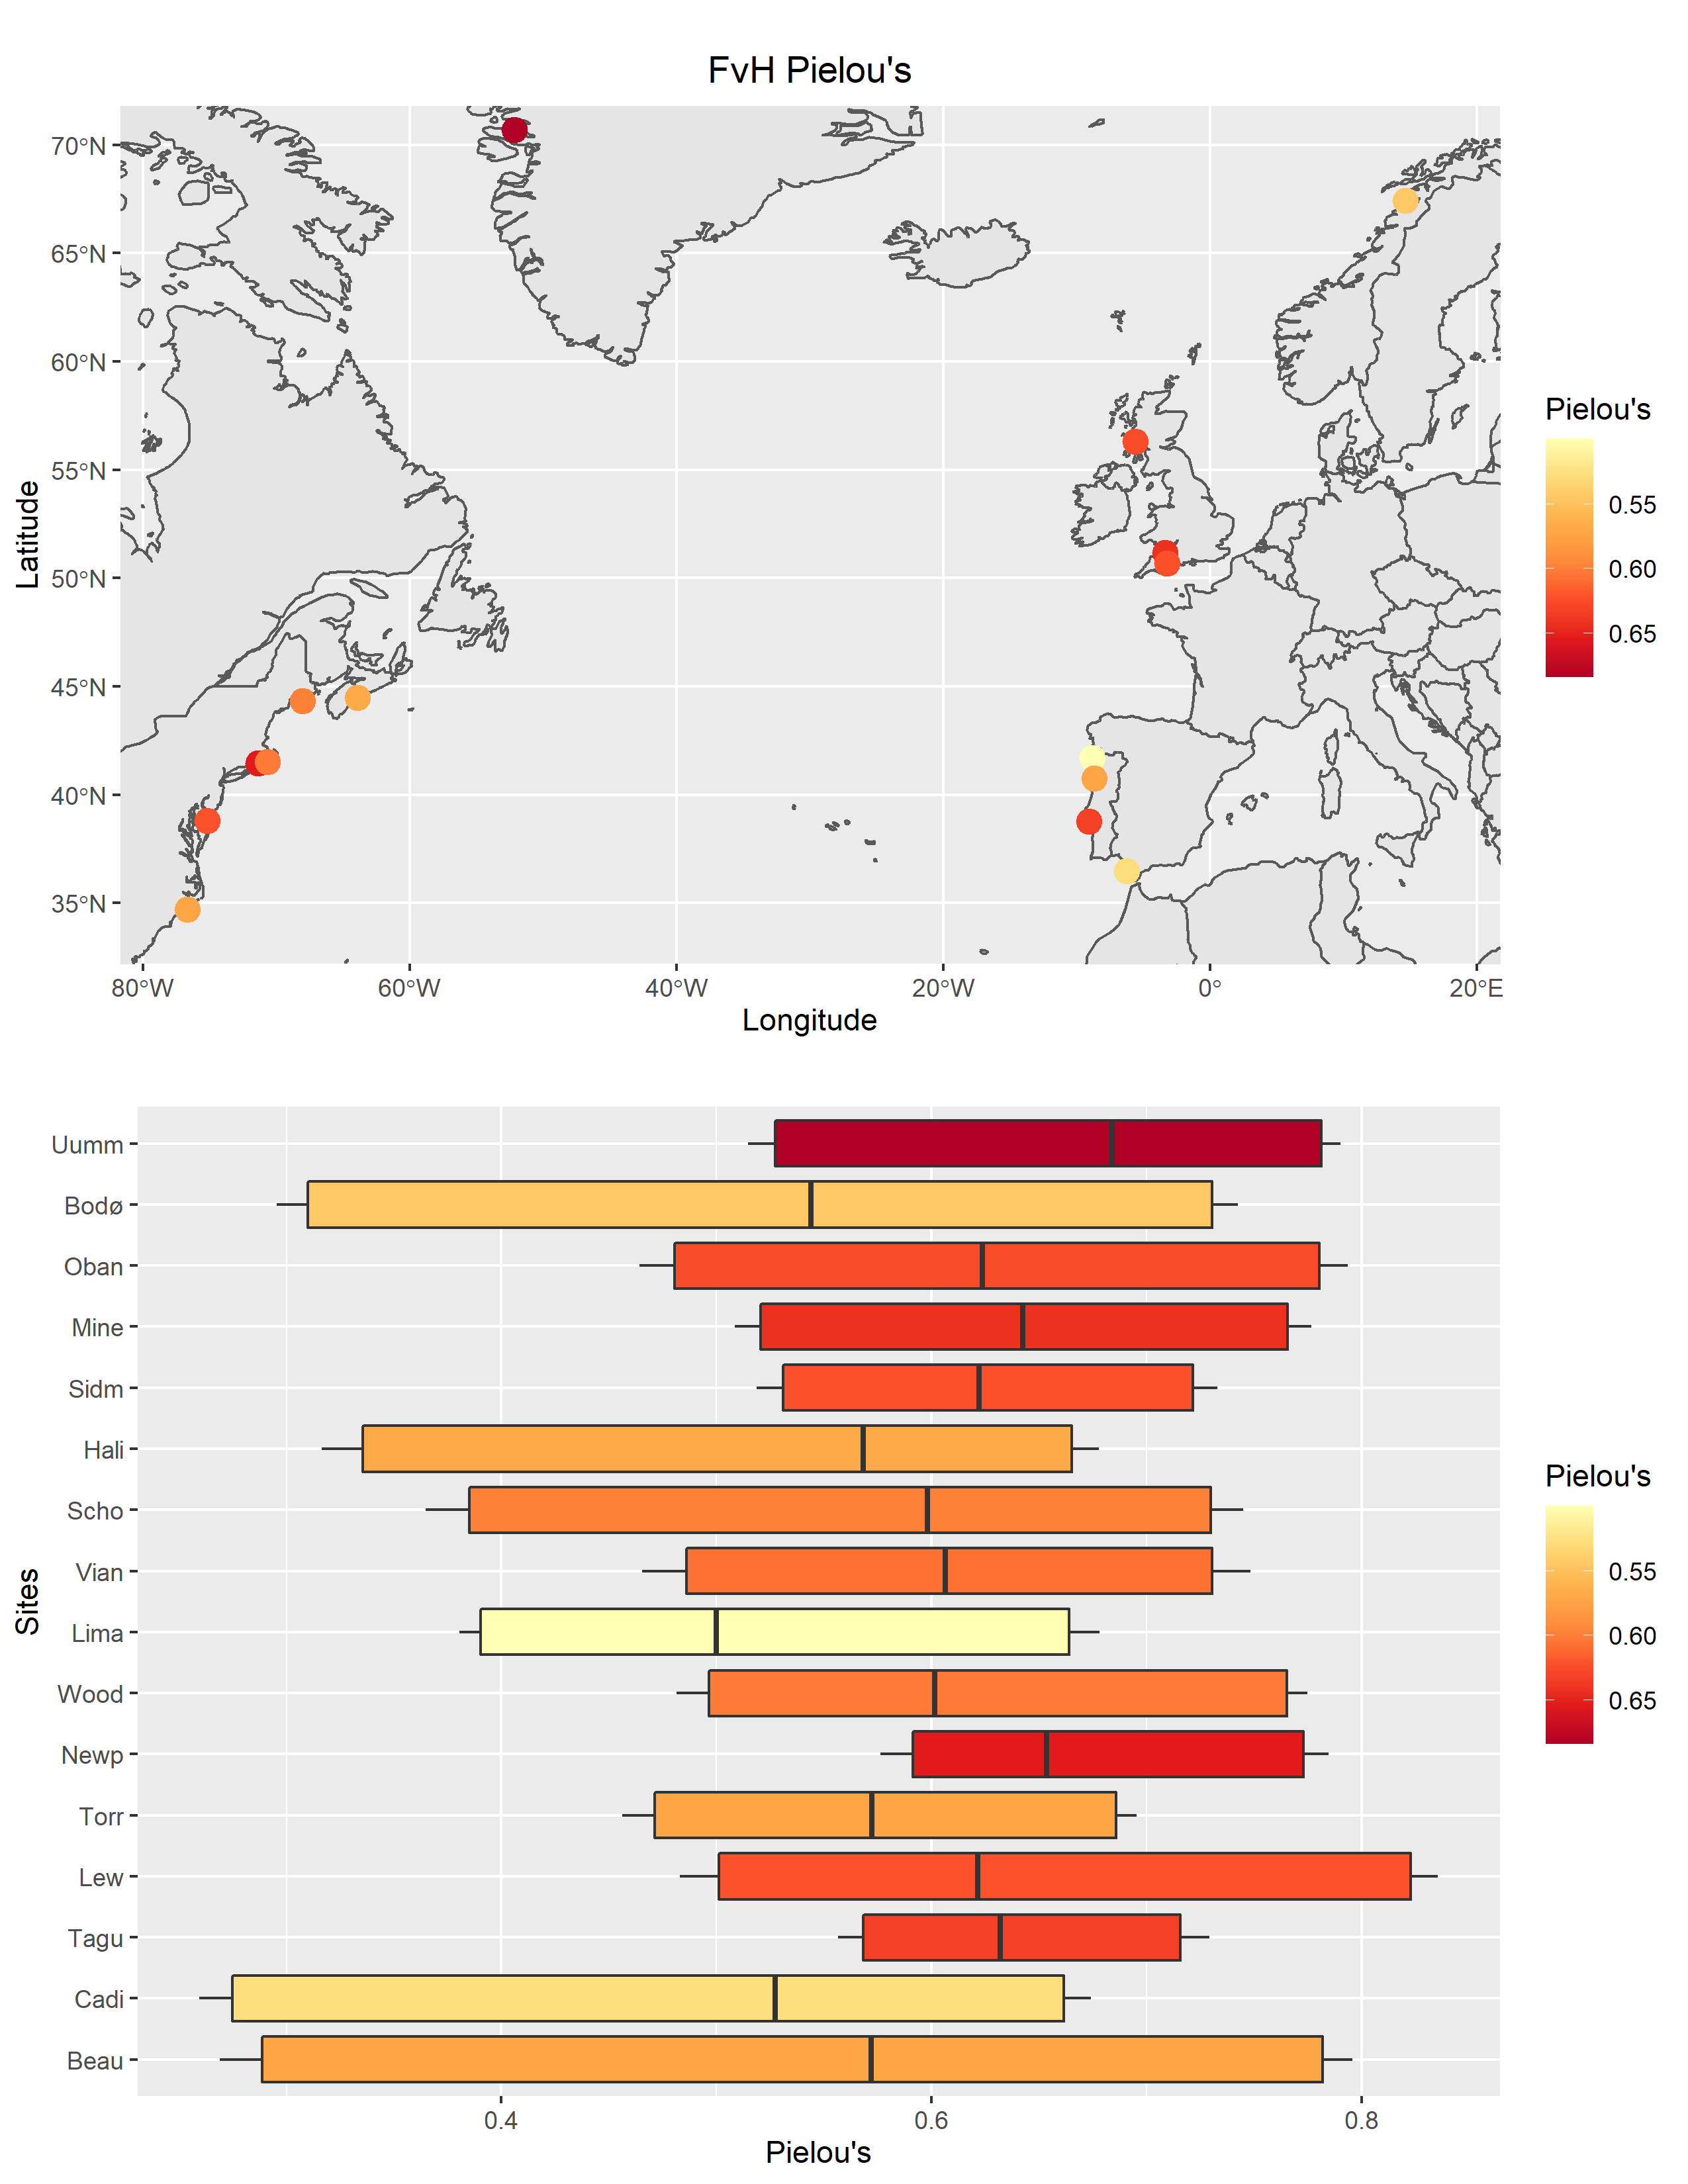 FvH Pielou's
70°N
65°N
60°N
55°N
50°N
45°N
40°N
35°N
Latitude
80°W 60°W 40°W 20°W 0° 20°E
Longitude
Pielou's
0.55
0.60
0.65
Uumm
Bodø
Oban
Mine
Sidm
Hali
Scho
Vian
Lima
Wood
Newp
Torr
Lew
Tagu
Cadi
Beau
Sites
0.4 0.6 0.8
Pielou's
Pielou's
0.55
0.60
0.65